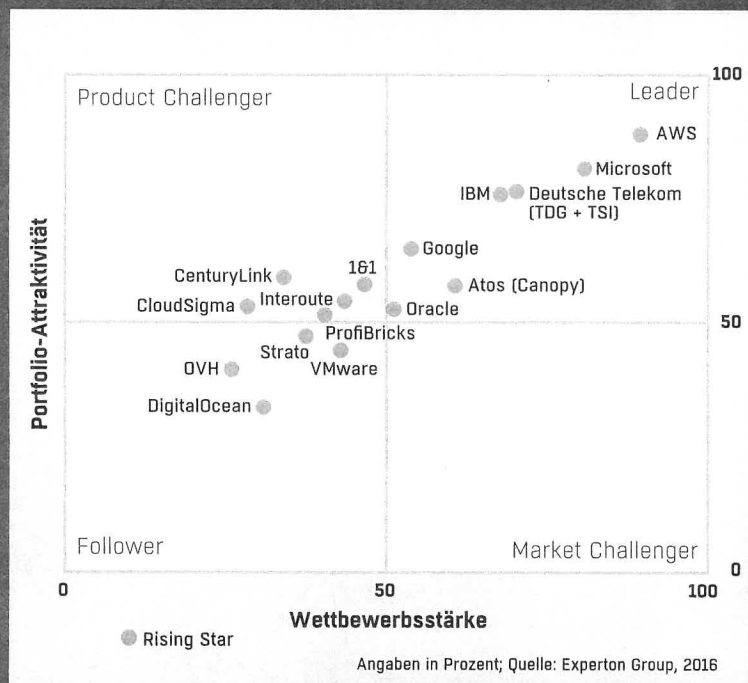 100
Product Challenger
Leader
AWS
Microsoft
IBM
Deutsche Telekom
(TDG + TSI)
Google
1&1
CenturyLink
Atos (Canopy)
Interoute
CloudSigma
Oracle
50
ProfiBricks
Strato
VMware
OVH
DigitalOcean
Portfolio-Attraktivität
Follower
Market Challenger
0
0
50
100
Wettbewerbsstärke
Rising Star
Angaben in Prozent; Quelle: Experton Group, 2016